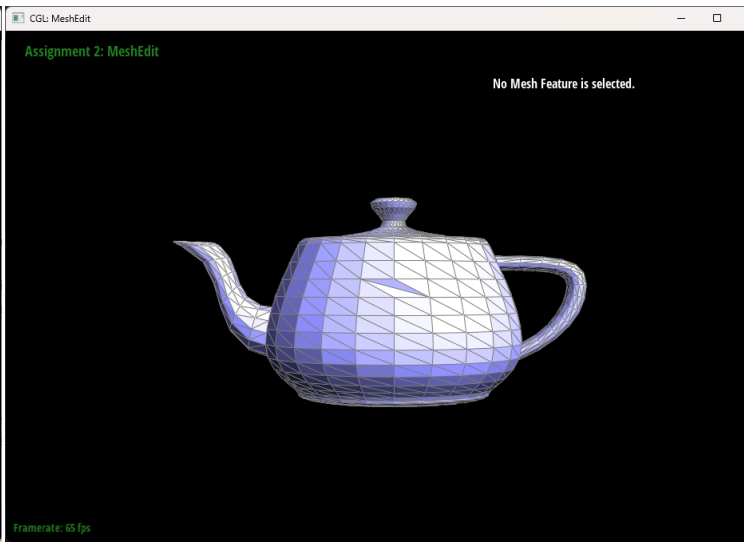 CGL: MeshEdit
Assignment 2: MeshEdit
No Mesh Feature is selected.
Framerate: 65 fps